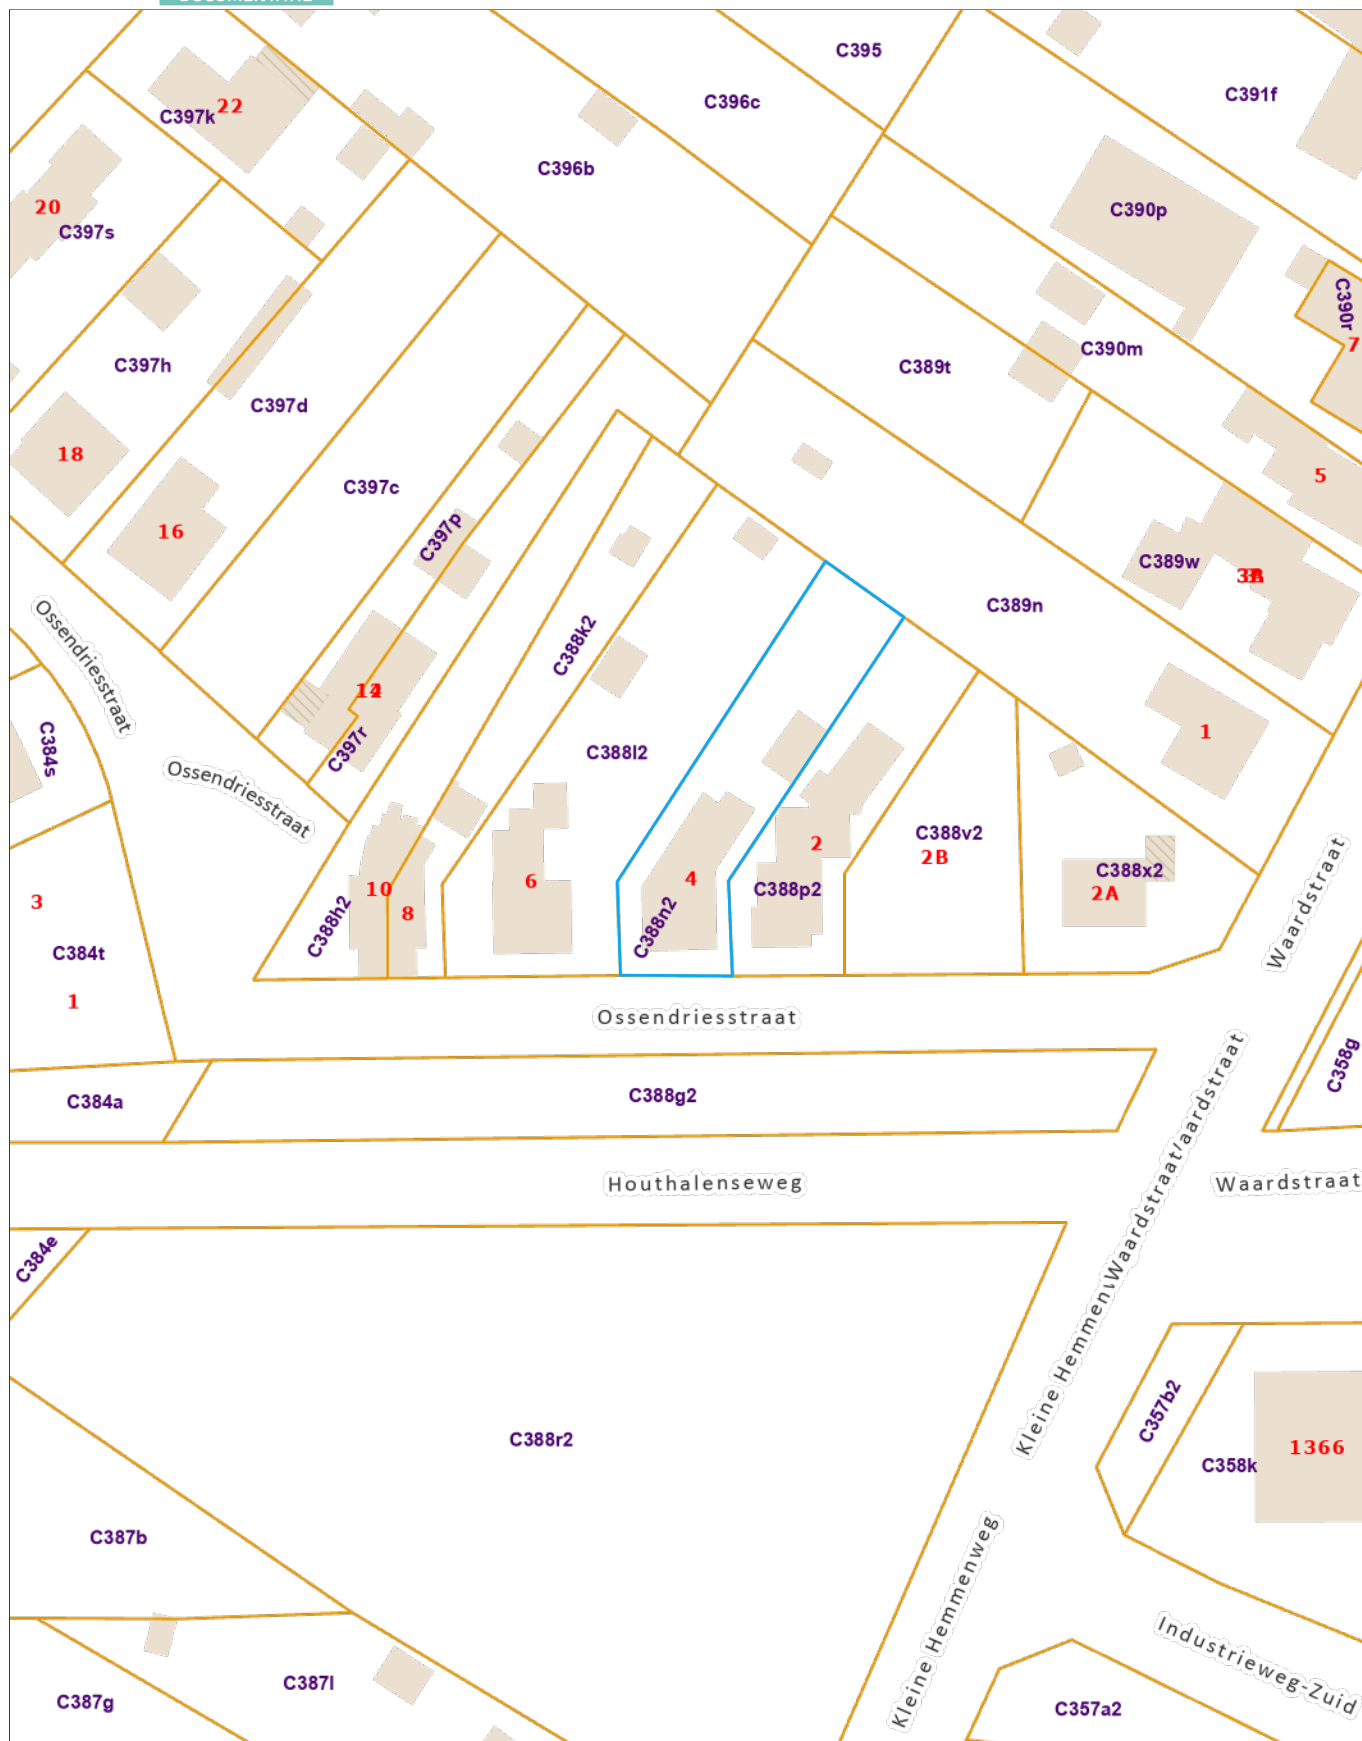 C395
C391f
C396c
C397k
22
C396b
20
C397s
C390p
C390r
7
C397h
C390m
C389t
C397d
18
5
C397c
16
C397p
C389w
C389n
Ossendriesstraat
C388k2
14
C397r
1
C384s
C388l2
Ossendriesstraat
C388v2
2B
2
C388x2
2A
3
10
8
6
4
C388p2
C388h2
C388n2
Waardstraat
C384t
1
Ossendriesstraat
C358g
C384a
C388g2
Houthalenseweg
Waardstraat
Waardstraat
C384e
Kleine
C357b2
C388r2
1366
C358k
C387b
Kleine Hemmenweg
Industrieweg-Zuid
C387l
C387g
C357a2